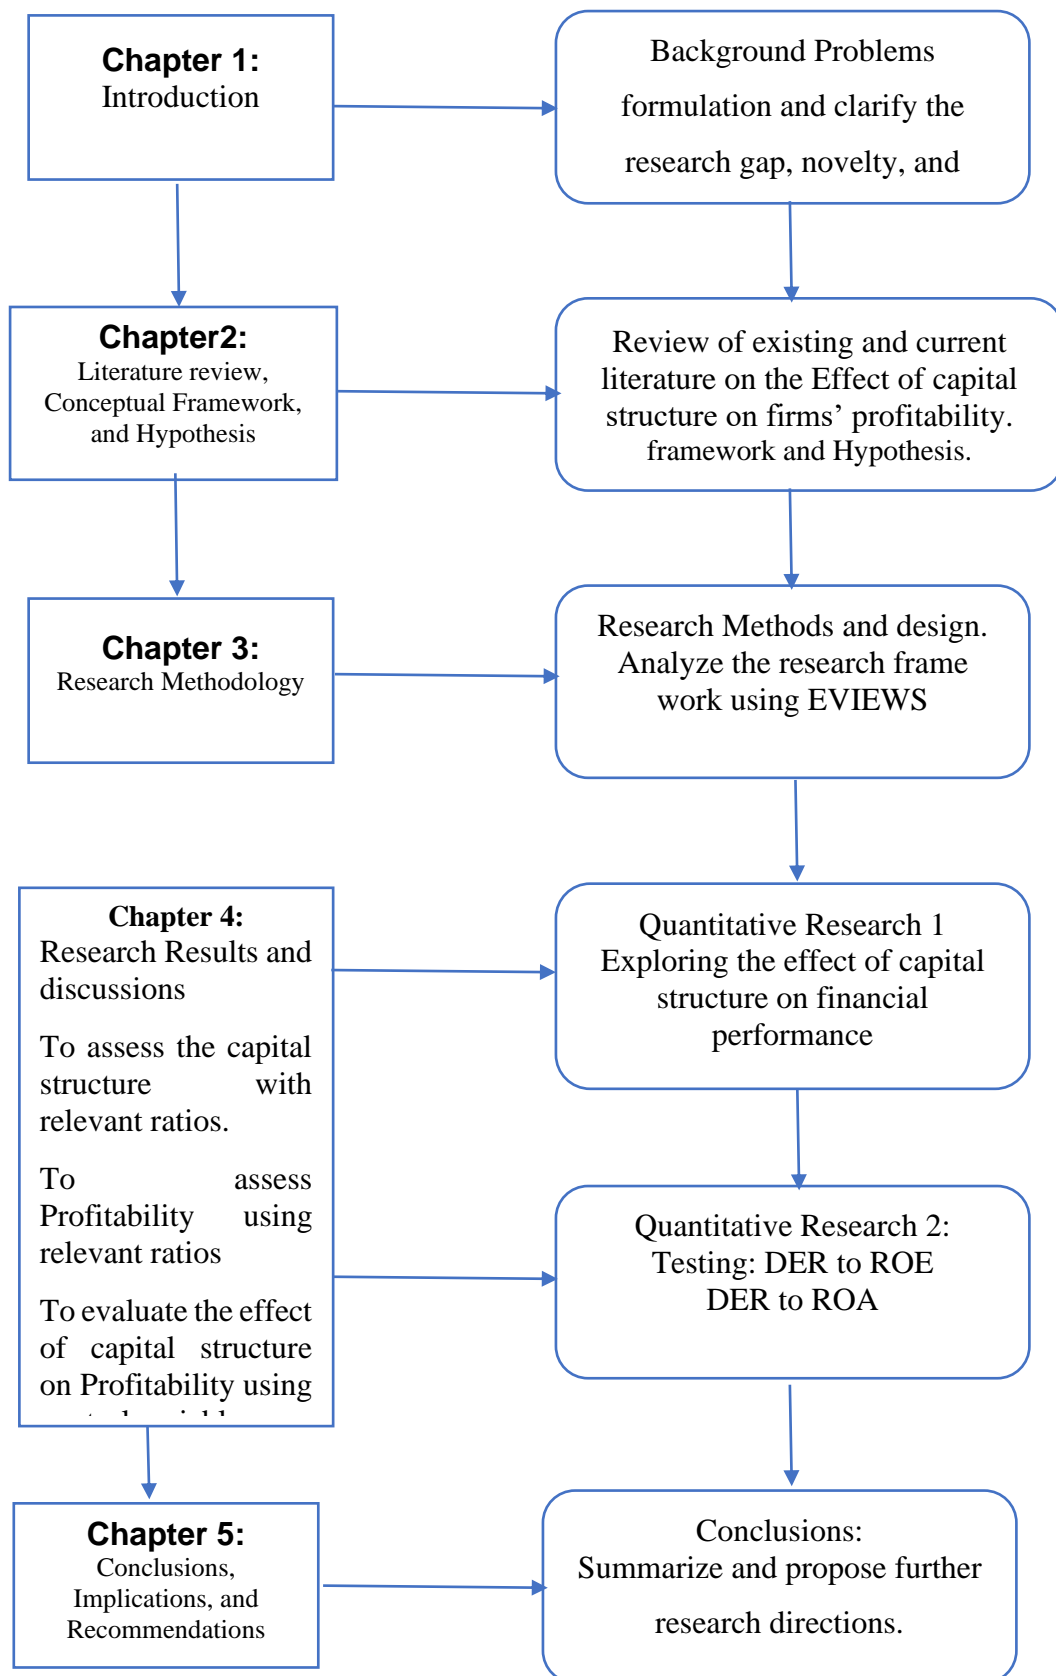 Chapter 1:
Introduction
Background Problems
formulation and clarify the
research gap, novelty, and
Chapter2:
Literature review,
Conceptual Framework,
and Hypothesis
Review of existing and current
literature on the Effect of capital
structure on firms’ profitability.
framework and Hypothesis.
Chapter 3:
Research Methodology
Research Methods and design.
Analyze the research frame
work using EVIEWS
Chapter 4:
Research Results and
discussions
To assess the capital
structure with
relevant ratios.
To assess
Profitability using
relevant ratios
To evaluate the effect
of capital structure
on Profitability using
Quantitative Research 1
Exploring the effect of capital
structure on financial
performance
Quantitative Research 2:
Testing: DER to ROE
DER to ROA
Chapter 5:
Conclusions,
Implications, and
Recommendations
Conclusions:
Summarize and propose further
research directions.